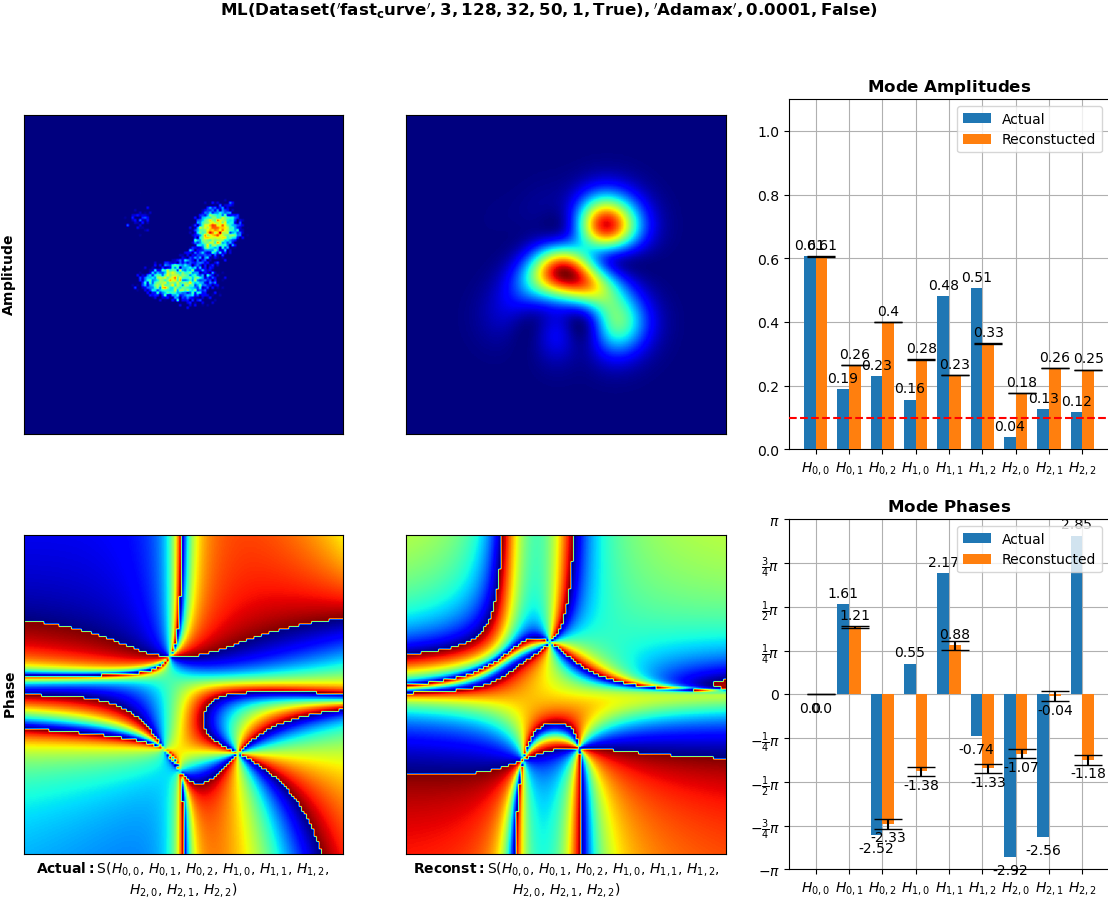 ML(Dataset('fast_curve', 3, 128, 32, 50, 1, True), 'Adamax', 0.0001, False)
Mode Amplitudes
Actual
Reconstucted
1.0
0.8
0.6
0.4
0.2
0.0
0.61 0.61
0.19 0.26
0.23 0.4
0.16 0.28
0.48 0.23
0.51 0.33
0.04 0.18
0.13 0.26
0.12 0.25
H0,0 H0,1 H0,2 H1,0 H1,1 H1,2 H2,0 H2,1 H2,2
Amplitude
Mode Phases
Actual
Reconstucted
π
3/4π
1/2π
1/4π
0
−1/4π
−1/2π
−3/4π
−π
0.0 0.0
1.61 1.21
-2.52 -2.33
0.55 -1.38
2.17 0.88
-0.74 -1.33
-2.92 -1.07
-2.56 -0.04
2.85 -1.18
H0,0 H0,1 H0,2 H1,0 H1,1 H1,2 H2,0 H2,1 H2,2
Phase
Actual: S(H0,0, H0,1, H0,2, H1,0, H1,1, H1,2,
H2,0, H2,1, H2,2)
Reconst: S(H0,0, H0,1, H0,2, H1,0, H1,1, H1,2,
H2,0, H2,1, H2,2)